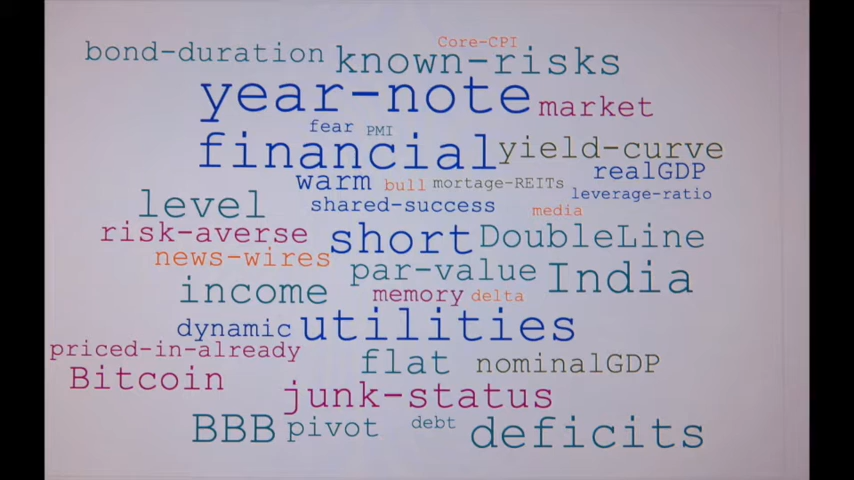 Core-CPI
bond-duration known-risks
year-note market
fear PMI
financial yield-curve
warm bull mortage-REITs realGDP
level shared-success leverage-ratio
media
risk-averse short DoubleLine
news-wires par-value India
income memory delta
dynamic utilities
priced-in-already flat nominalGDP
Bitcoin junk-status
BBB pivot debt deficits